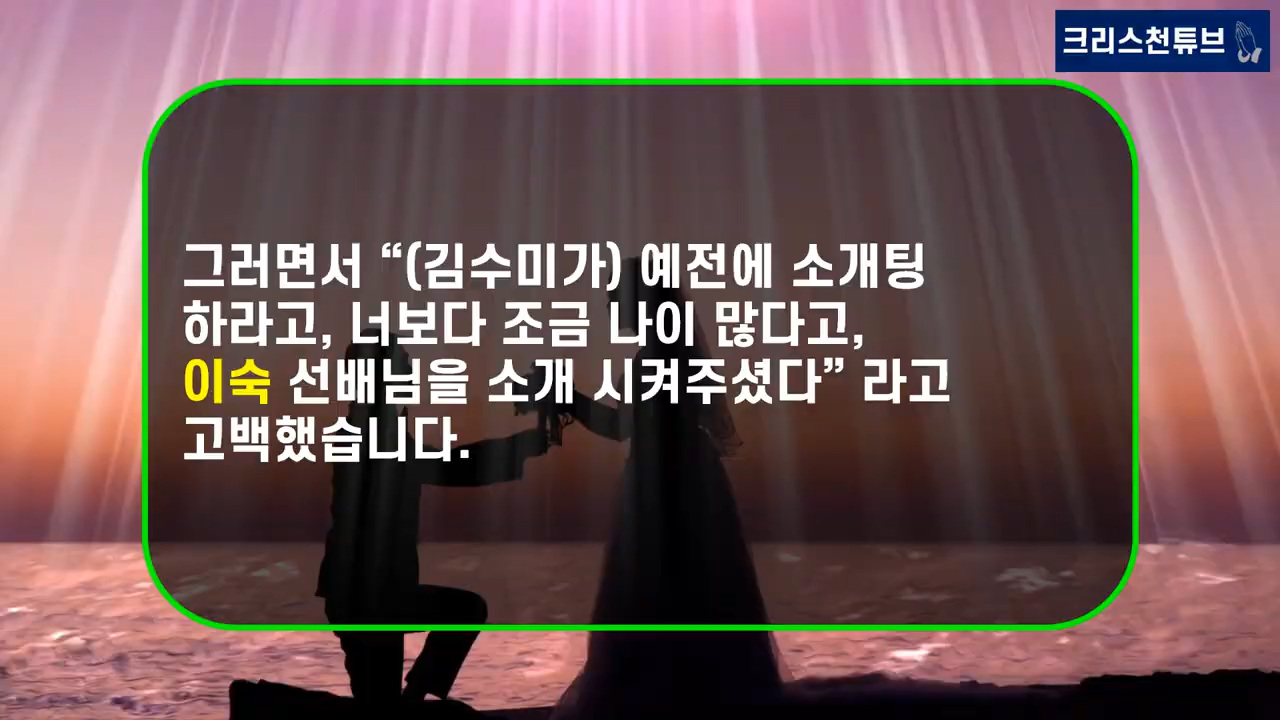 크리스천튜브
그러면서 “(김수미가) 예전에 소개팅
하라고, 너보다 조금 나이 많다고,
이숙 선배님을 소개 시켜주셨다” 라고
고백했습니다.